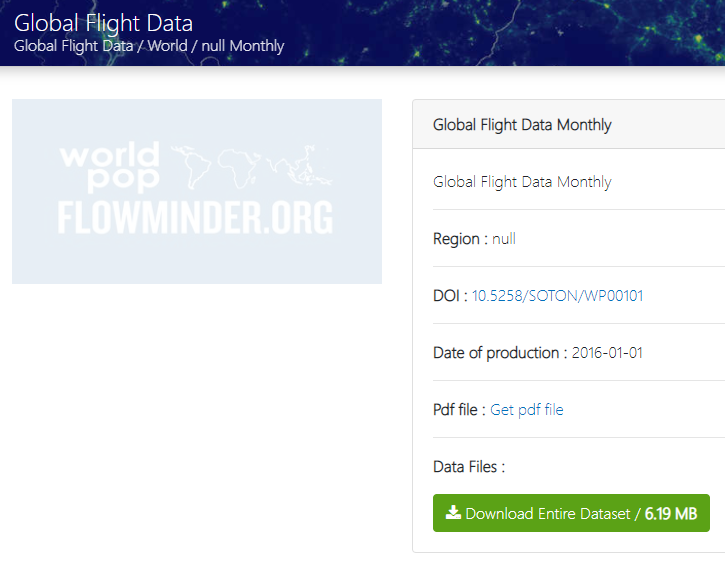 Global Flight Data
Global Flight Data / World / null Monthly
world
pop
FLOWMINDER.ORG
Global Flight Data Monthly
Global Flight Data Monthly
Region : null
DOI : 10.5258/SOTON/WP00101
Date of production : 2016-01-01
Pdf file : Get pdf file
Data Files :
Download Entire Dataset / 6.19 MB